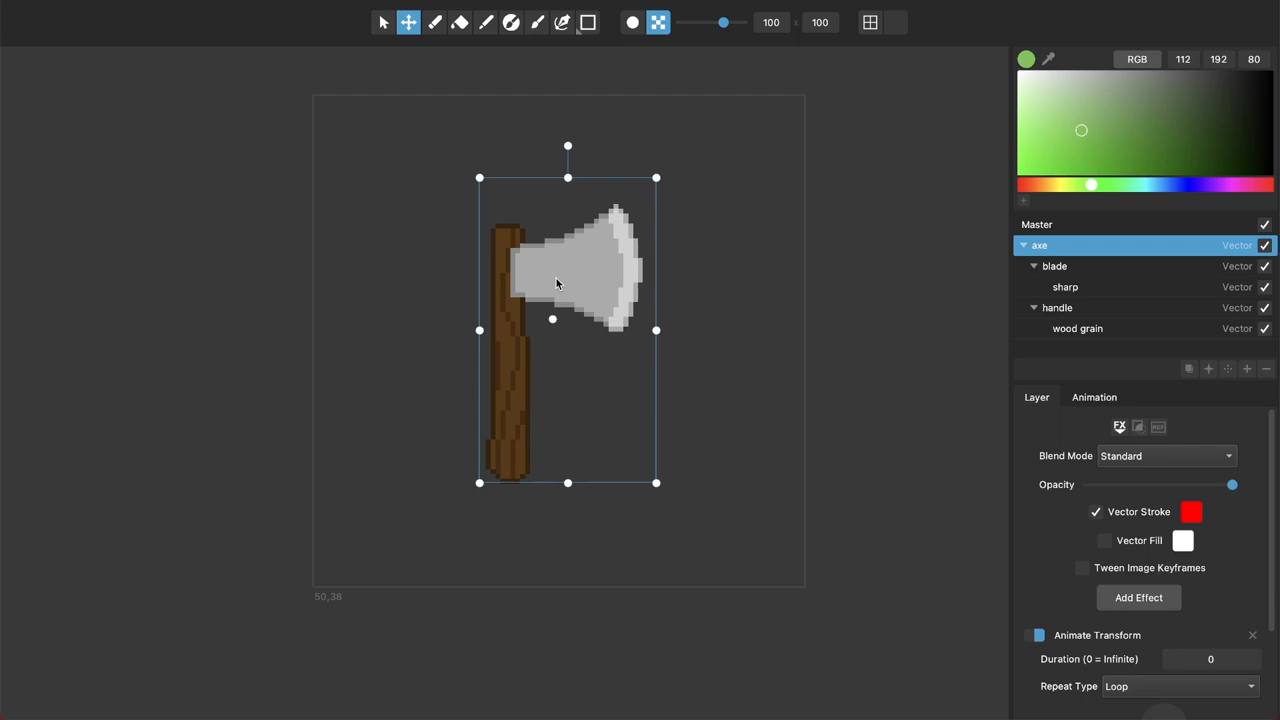 100 x 100
RGB 112 192 80
Master
axe Vector
blade Vector
sharp Vector
handle Vector
wood grain Vector
Layer Animation
FX REF
Blend Mode Standard
Opacity
Vector Stroke
Vector Fill
Tween Image Keyframes
Add Effect
Animate Transform
Duration (0 = Infinite) 0
Repeat Type Loop
50,38